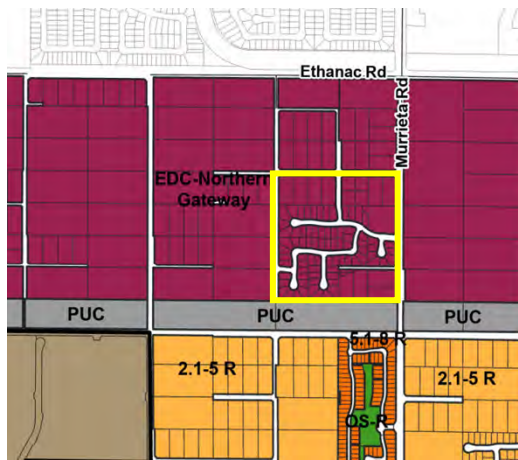 Ethanac Rd
Murrieta Rd
EDC-Northern
Gateway
PUC
PUC
PUC
5.1-8 R
2.1-5 R
2.1-5 R
OS-R